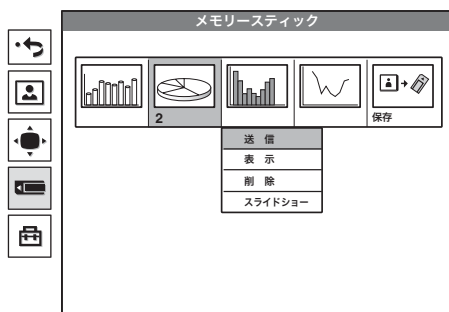 メモリースティック
2
保存
送 信
表 示
削 除
スライドショー